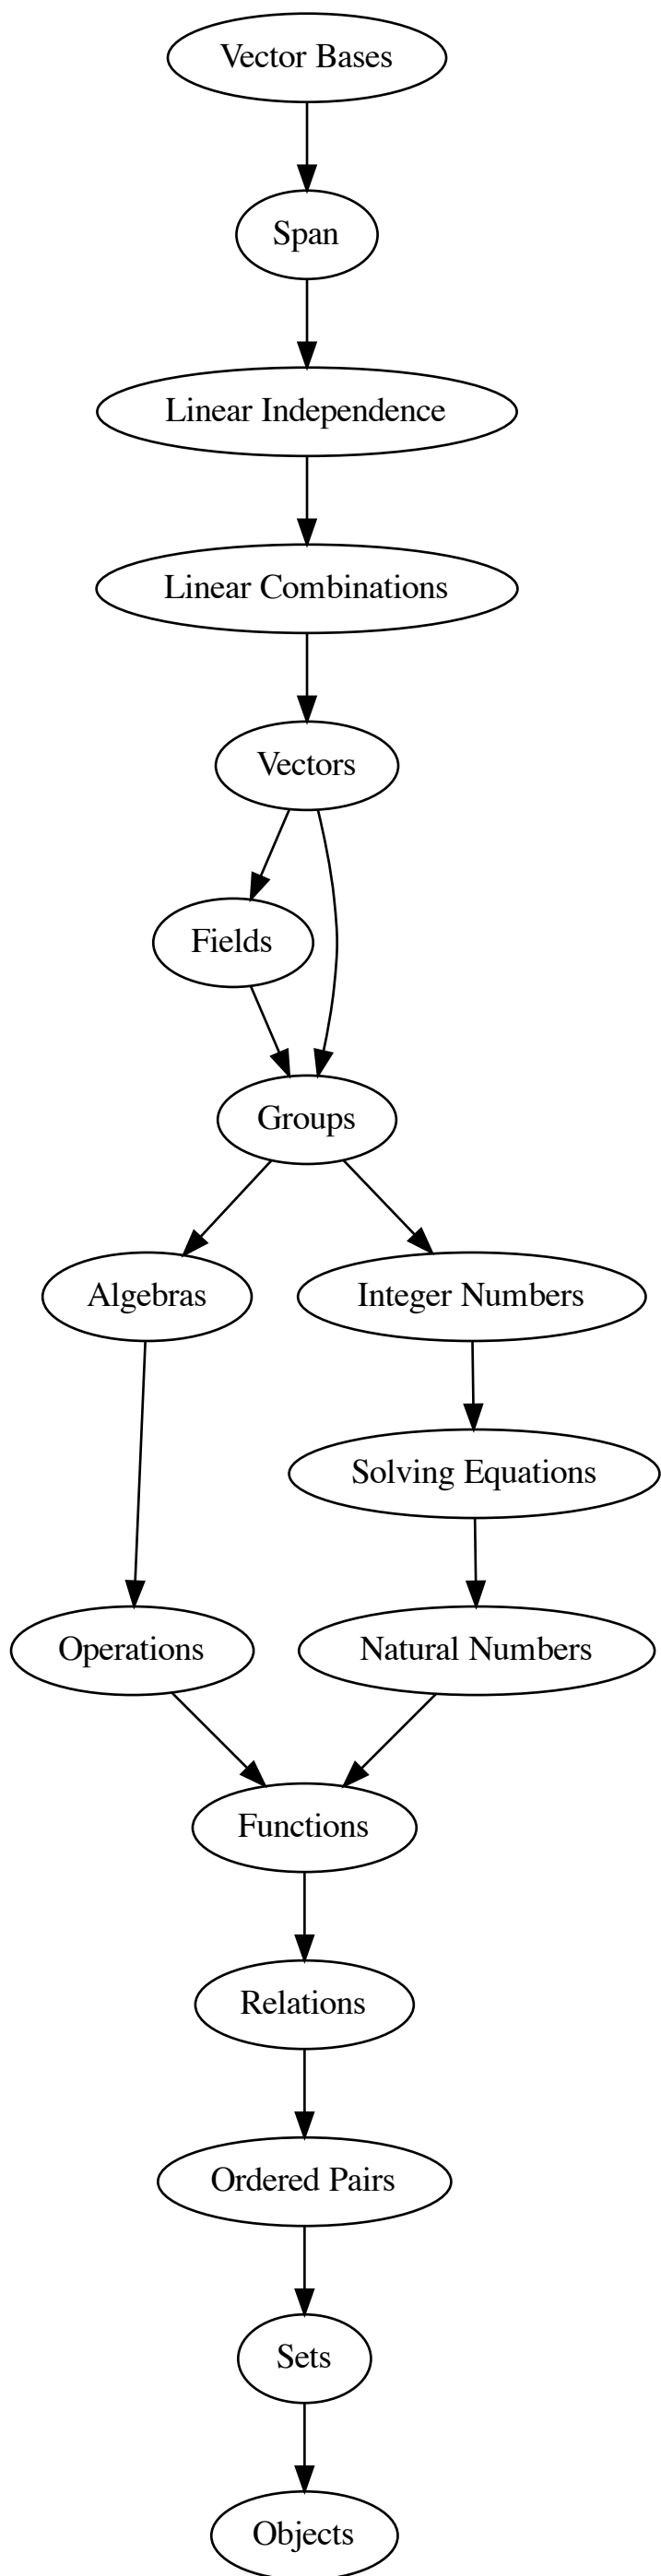 Vector Bases
Span
Linear Independence
Linear Combinations
Vectors
Fields
Groups
Algebras
Integer Numbers
Solving Equations
Operations
Natural Numbers
Functions
Relations
Ordered Pairs
Sets
Objects